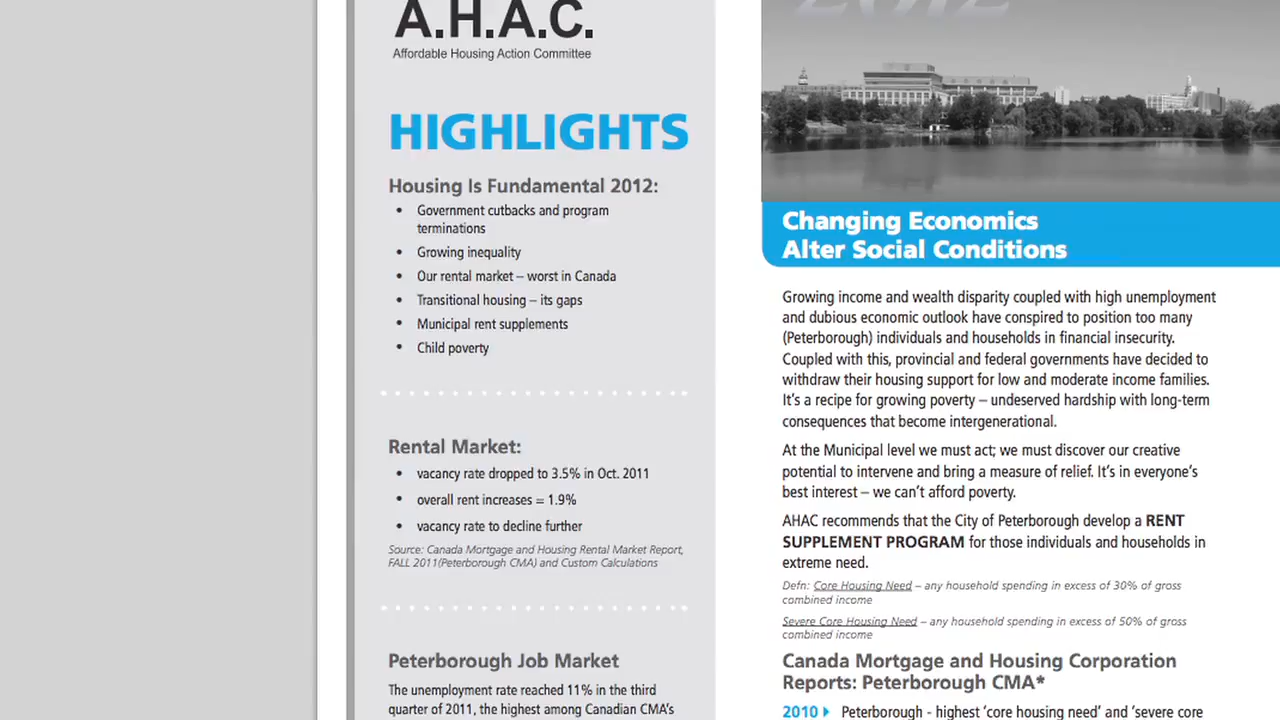 A.H.A.C.
Affordable Housing Action Committee
HIGHLIGHTS
Housing Is Fundamental 2012:
• Government cutbacks and program
terminations
• Growing inequality
• Our rental market – worst in Canada
• Transitional housing – its gaps
• Municipal rent supplements
• Child poverty
Rental Market:
• vacancy rate dropped to 3.5% in Oct. 2011
• overall rent increases = 1.9%
• vacancy rate to decline further
Source: Canada Mortgage and Housing Rental Market Report,
FALL 2011(Peterborough CMA) and Custom Calculations
Peterborough Job Market
The unemployment rate reached 11% in the third
quarter of 2011, the highest among Canadian CMA's
2012
Changing Economics
Alter Social Conditions
Growing income and wealth disparity coupled with high unemployment
and dubious economic outlook have conspired to position too many
(Peterborough) individuals and households in financial insecurity.
Coupled with this, provincial and federal governments have decided to
withdraw their housing support for low and moderate income families.
It's a recipe for growing poverty – undeserved hardship with long-term
consequences that become intergenerational.
At the Municipal level we must act; we must discover our creative
potential to intervene and bring a measure of relief. It's in everyone's
best interest – we can't afford poverty.
AHAC recommends that the City of Peterborough develop a RENT
SUPPLEMENT PROGRAM for those individuals and households in
extreme need.
Defn: Core Housing Need – any household spending in excess of 30% of gross
combined income
Severe Core Housing Need – any household spending in excess of 50% of gross
combined income
Canada Mortgage and Housing Corporation
Reports: Peterborough CMA*
2010 Peterborough - highest 'core housing need' and 'severe core